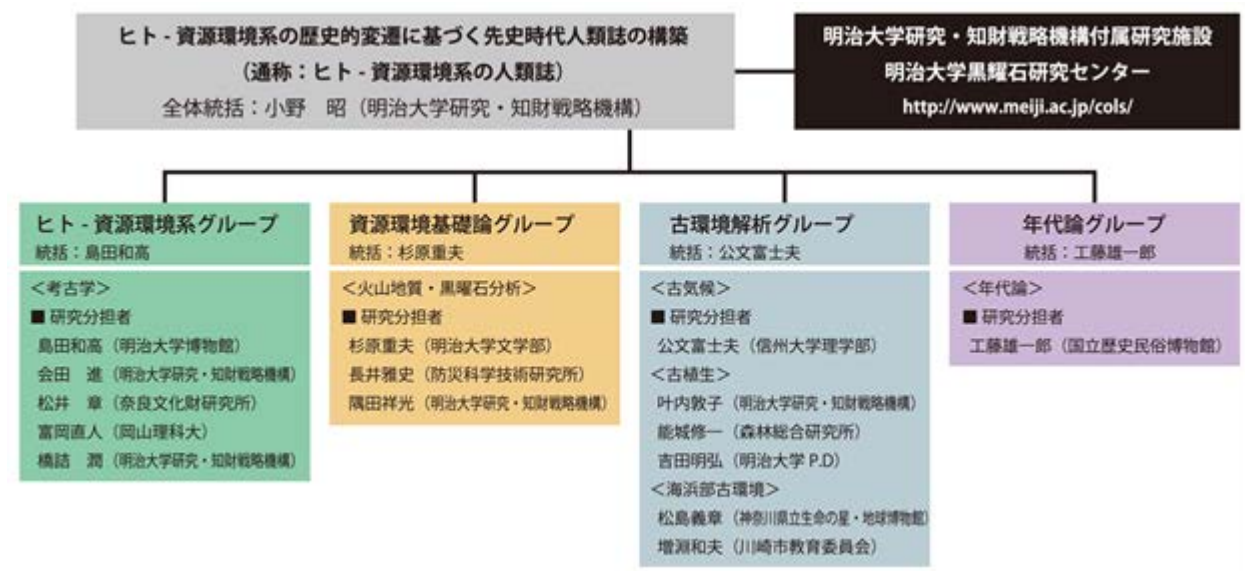 ヒト - 資源環境系の歴史的変遷に基づく先史時代人類誌の構築
（通称：ヒト - 資源環境系の人類誌）
全体統括：小野　昭（明治大学研究・知財戦略機構）
明治大学研究・知財戦略機構付属研究施設
明治大学黒耀石研究センター
http://www.meiji.ac.jp/cols/
ヒト - 資源環境系グループ
統括：島田和高
＜考古学＞
■ 研究分担者
島田和高（明治大学博物館）
会田　進（明治大学研究・知財戦略機構）
松井　章（奈良文化財研究所）
富岡直人（岡山理科大）
橋詰　潤（明治大学研究・知財戦略機構）
資源環境基礎論グループ
統括：杉原重夫
＜火山地質・黒曜石分析＞
■ 研究分担者
杉原重夫（明治大学文学部）
長井雅史（防災科学技術研究所）
隅田祥光（明治大学研究・知財戦略機構）
古環境解析グループ
統括：公文富士夫
＜古気候＞
■ 研究分担者
公文富士夫（信州大学理学部）
＜古植生＞
叶内敦子（明治大学研究・知財戦略機構）
能城修一（森林総合研究所）
吉田明弘（明治大学 P.D）
＜海浜部古環境＞
松島義章（神奈川県立生命の星・地球博物館）
増淵和夫（川崎市教育委員会）
年代論グループ
統括：工藤雄一郎
＜年代論＞
■ 研究分担者
工藤雄一郎（国立歴史民俗博物館）